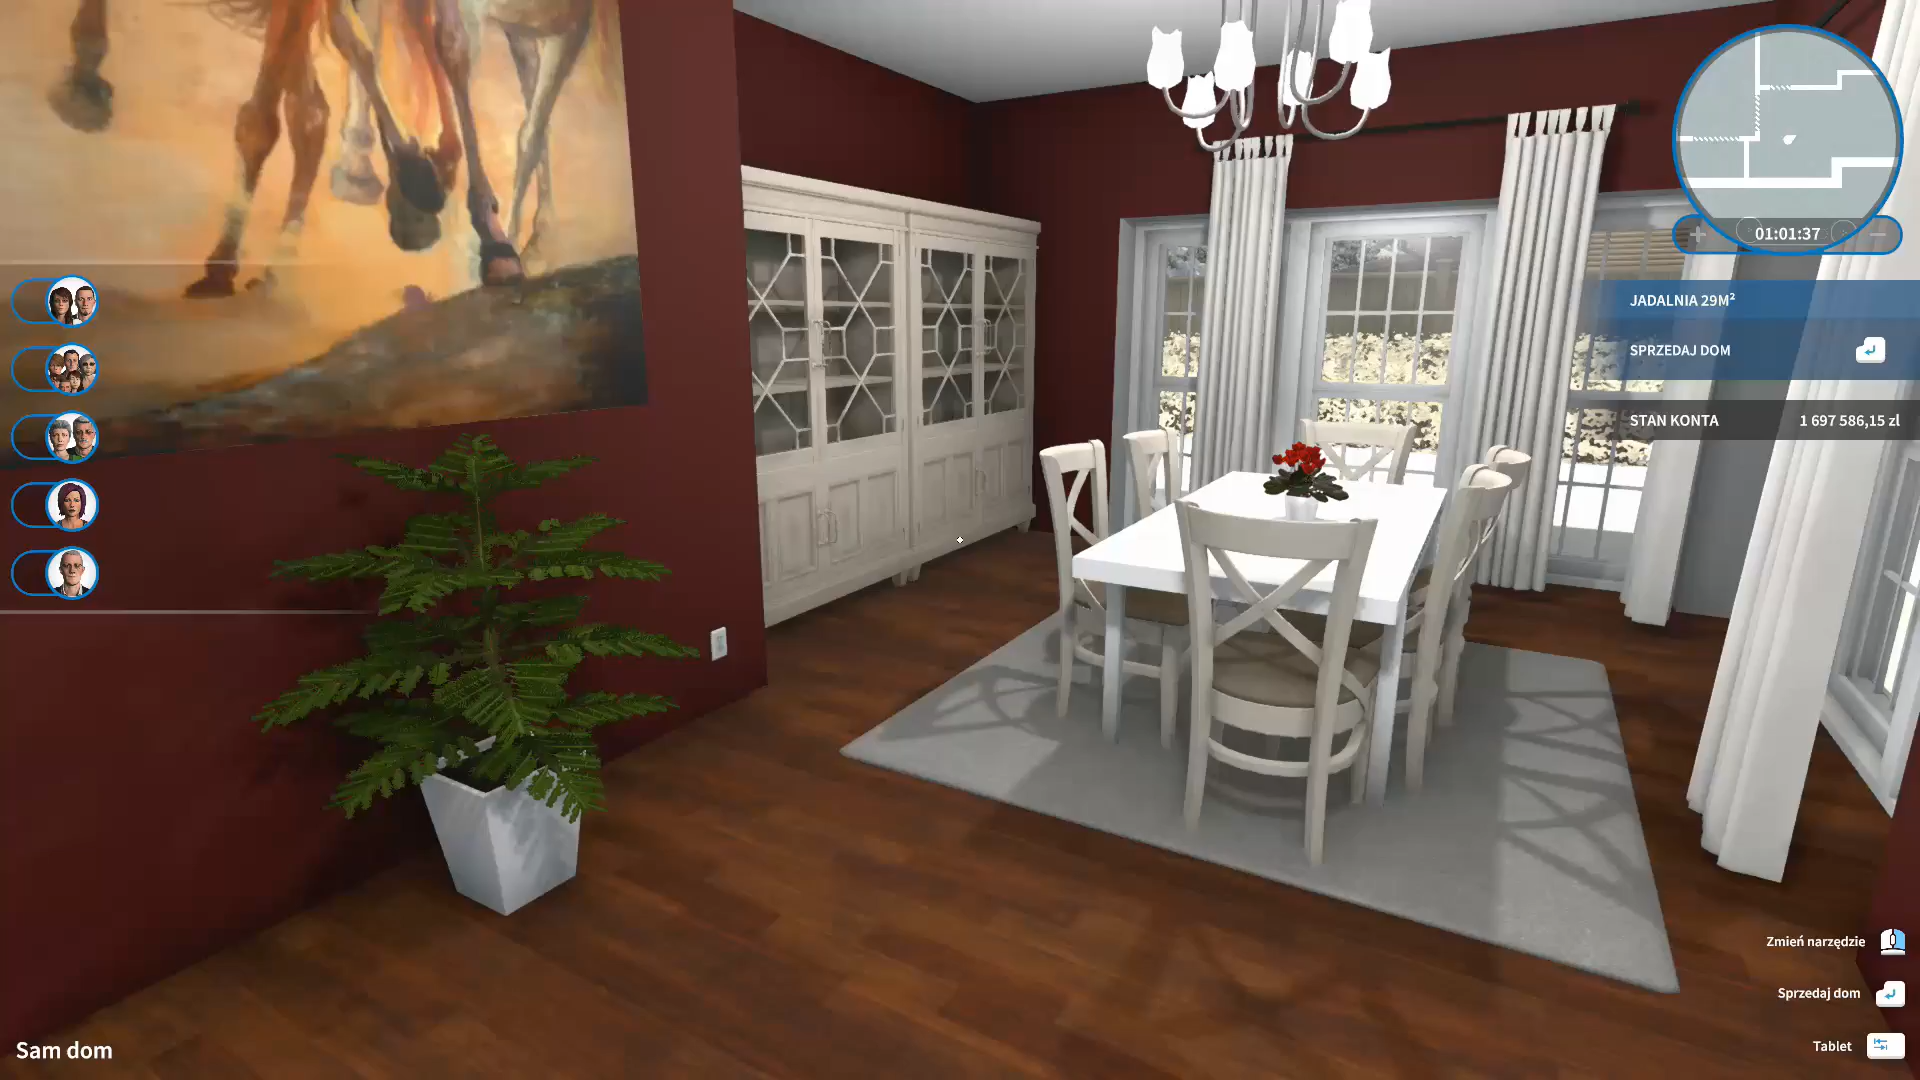 01:01:37
JADALNIA 29M²
SPRZEDAJ DOM
STAN KONTA 1 697 586,15 zl
Zmień narzędzie
Sprzedaj dom
Tablet
Sam dom